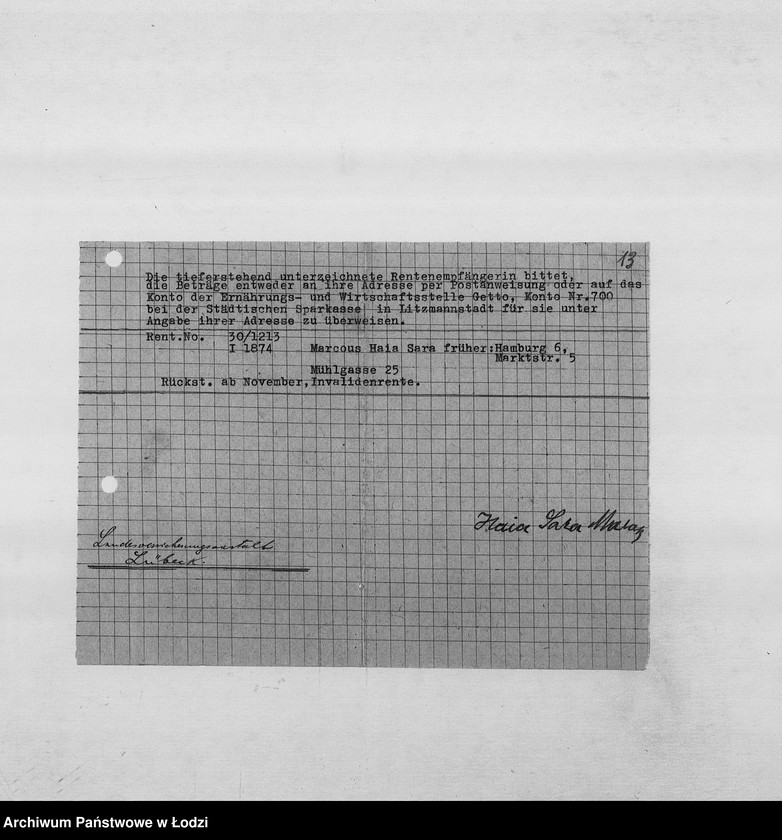 13
Die tieferstehend unterzeichnete Rentenempfängerin bittet,
die Beträge entweder an ihre Adresse per Postanweisung oder auf das
Konto der Ernährungs- und Wirtschaftsstelle Getto, Konto Nr.700
bei der Städtischen Sparkasse in Litzmannstadt für sie unter
Angabe ihrer Adresse zu überweisen.
Rent.No. 30/1213
I 1874 Marcous Haia Sara früher:Hamburg 6,
Marktstr. 5
Mühlgasse 25
Rückst. ab November,Invalidenrente.
Haia Sara
Landesversicherungsanstalt
Lübeck.
Archiwum Państwowe w Łodzi